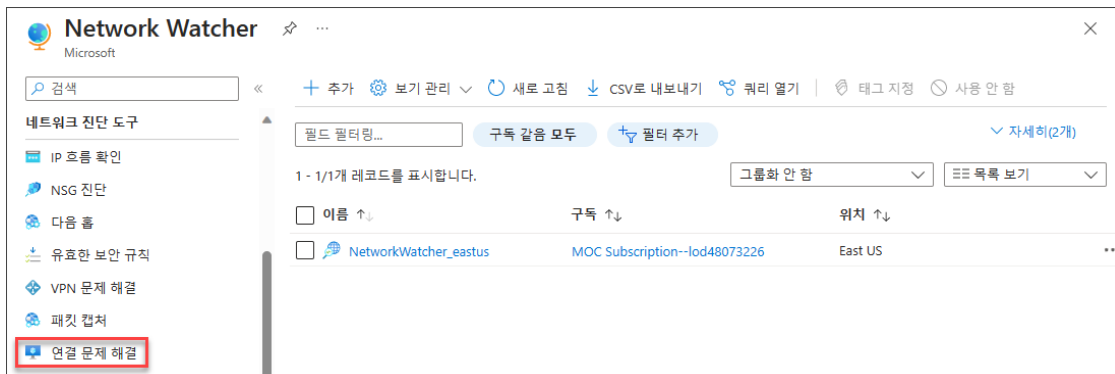 Network Watcher
Microsoft
검색
추가 보기 관리 새로 고침 CSV로 내보내기 쿼리 열기 태그 지정 사용 안 함
네트워크 진단 도구
IP 흐름 확인
NSG 진단
다음 홉
유효한 보안 규칙
VPN 문제 해결
패킷 캡처
연결 문제 해결
필드 필터링... 구독 같음 모두 필터 추가 자세히(2개)
1 - 1/1개 레코드를 표시합니다. 그룹화 안 함 목록 보기
이름 구독 위치
NetworkWatcher_eastus MOC Subscription--lod48073226 East US